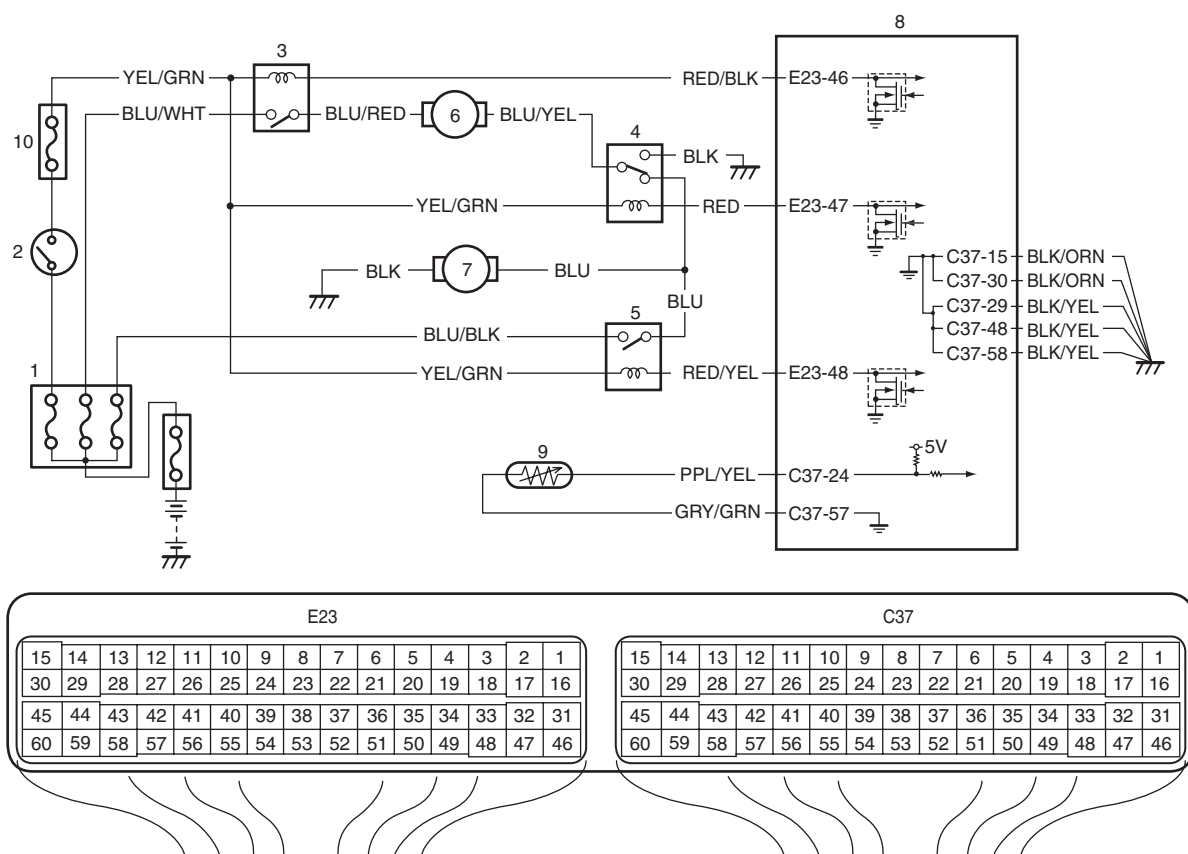 8
3
YEL/GRN RED/BLK E23-46
BLU/WHT BLU/RED 6 BLU/YEL
10
4
BLK
YEL/GRN RED E23-47
2
BLK 7 BLU
C37-15 BLK/ORN
C37-30 BLK/ORN
C37-29 BLK/YEL
C37-48 BLK/YEL
C37-58 BLK/YEL
BLU
5
BLU/BLK
1
YEL/GRN RED/YEL E23-48
9
5V
PPL/YEL C37-24
GRY/GRN C37-57
E23 C37
15 14 13 12 11 10 9 8 7 6 5 4 3 2 1 15 14 13 12 11 10 9 8 7 6 5 4 3 2 1
30 29 28 27 26 25 24 23 22 21 20 19 18 17 16 30 29 28 27 26 25 24 23 22 21 20 19 18 17 16
45 44 43 42 41 40 39 38 37 36 35 34 33 32 31 45 44 43 42 41 40 39 38 37 36 35 34 33 32 31
60 59 58 57 56 55 54 53 52 51 50 49 48 47 46 60 59 58 57 56 55 54 53 52 51 50 49 48 47 46